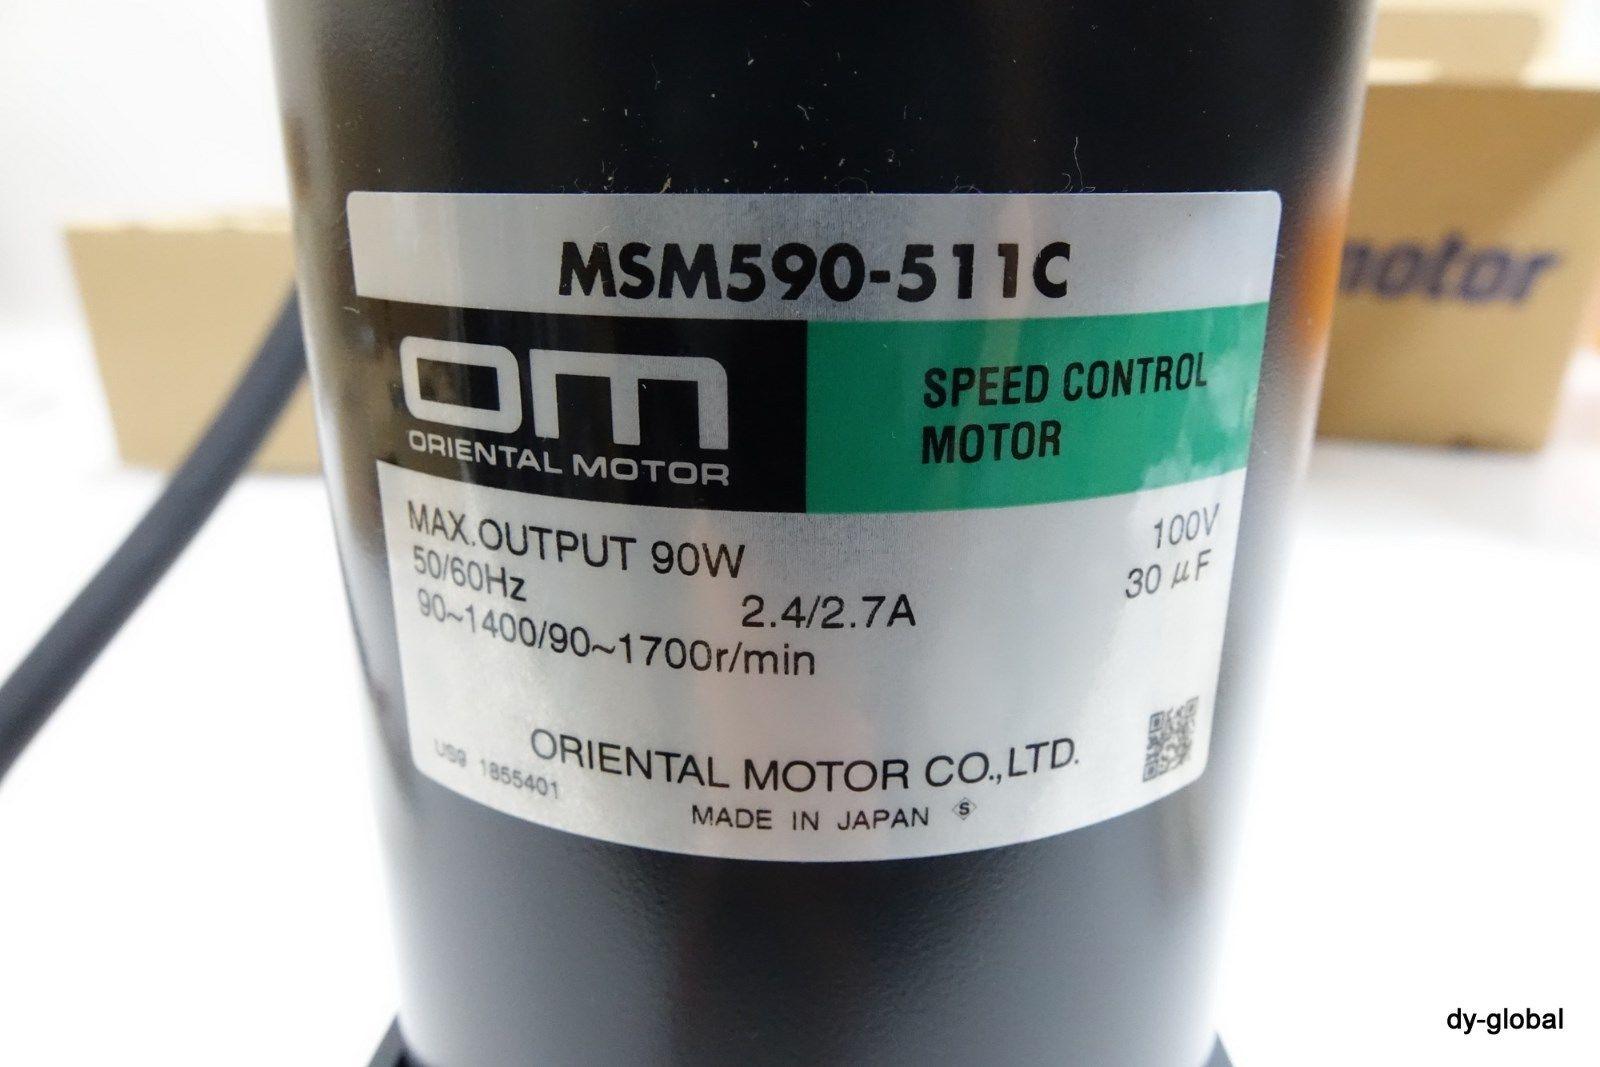 MSM590-511C
om
ORIENTAL MOTOR
SPEED CONTROL
MOTOR
MAX.OUTPUT 90W
100V
50/60Hz
2.4/2.7A
30 μF
90~1400/90~1700r/min
ORIENTAL MOTOR CO.,LTD.
USg 1855401
MADE IN JAPAN
S
motor
dy-global